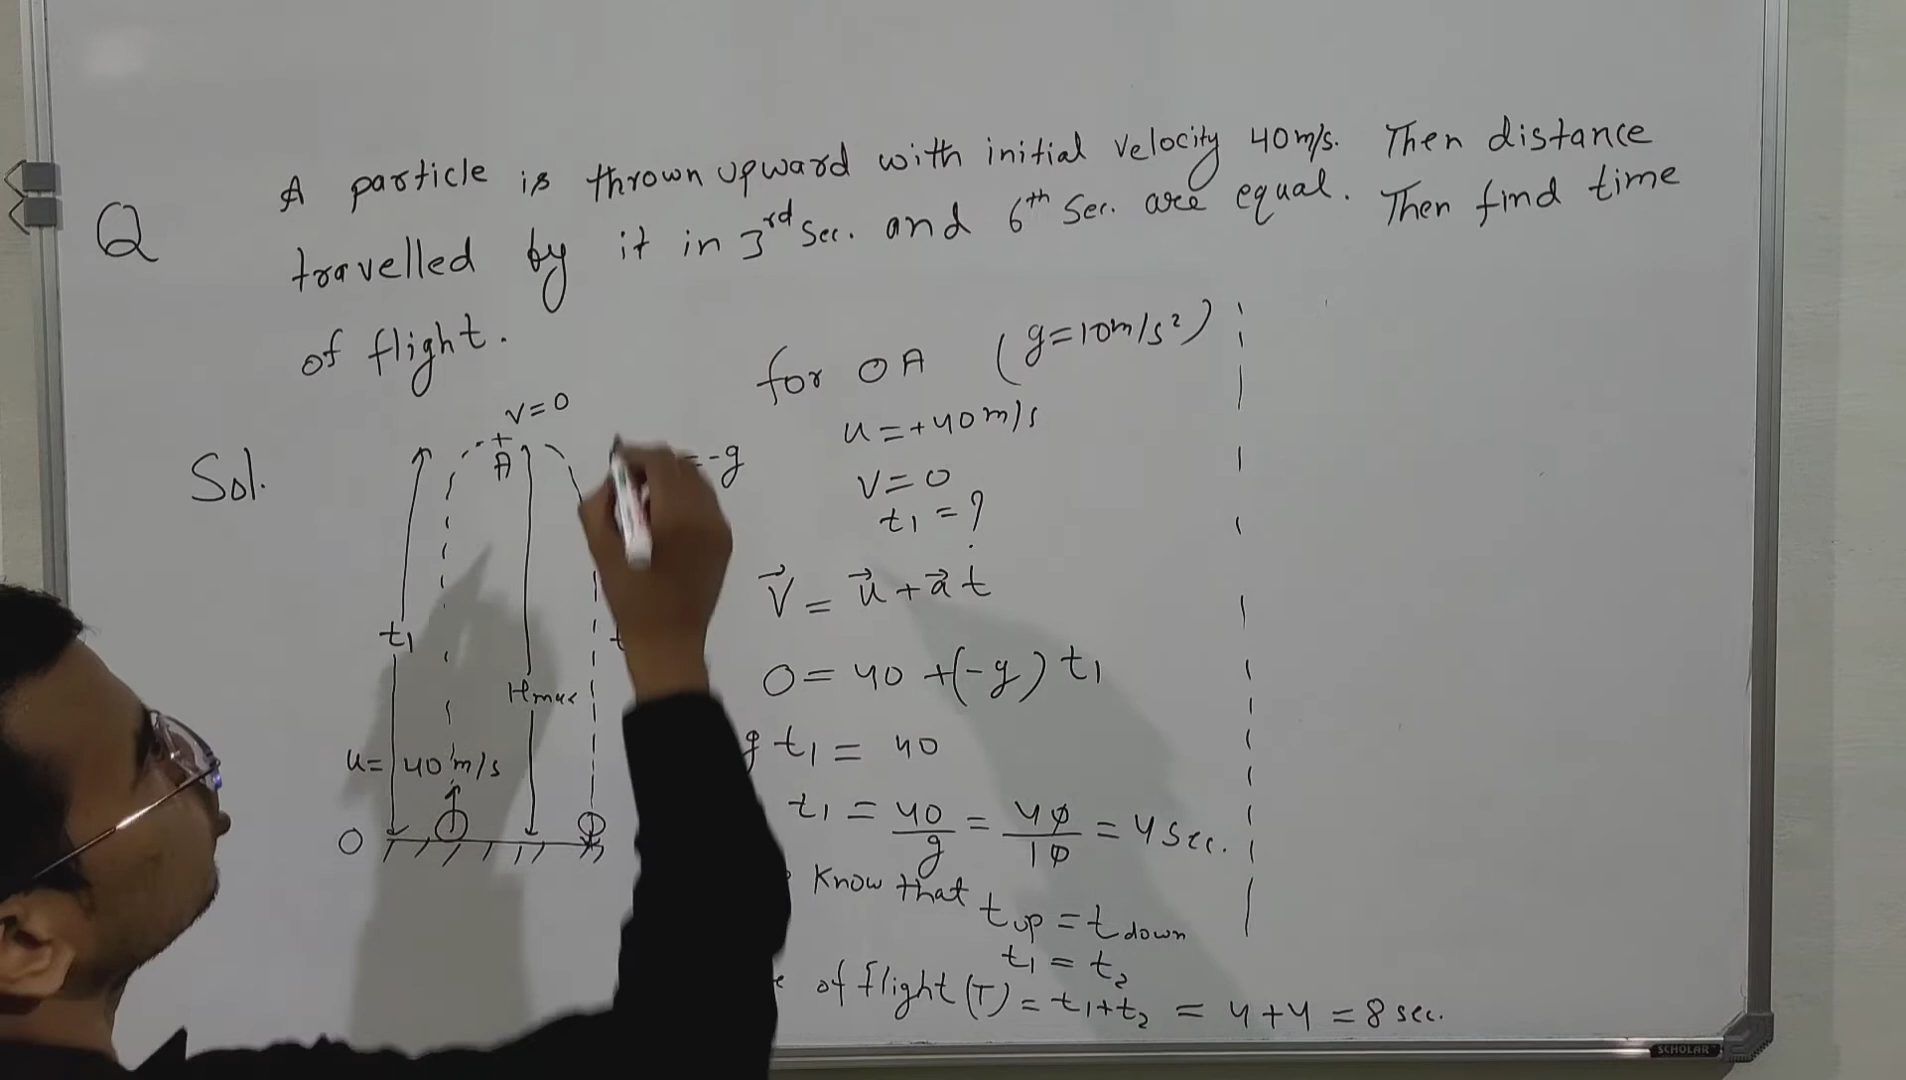 Q A particle is thrown upward with initial velocity 40m/s. Then distance
travelled by it in 3rd Sec. and 6th Sec. are equal. Then find time
of flight.
Sol.
v=0
A
=-g
t1
Hmax
u= 40 m/s
O
for OA (g=10m/s²)
u=+40m/s
v=0
t1 = ?
V⃗ = u⃗ + a⃗ t
0= 40 +(-g) t1
g t1 = 40
t1 = 40/g = 40/10 = 4 sec.
know that tup = tdown
t1 = t2
of flight (T) = t1+t2 = 4+4 = 8 sec.
SCHOLAR